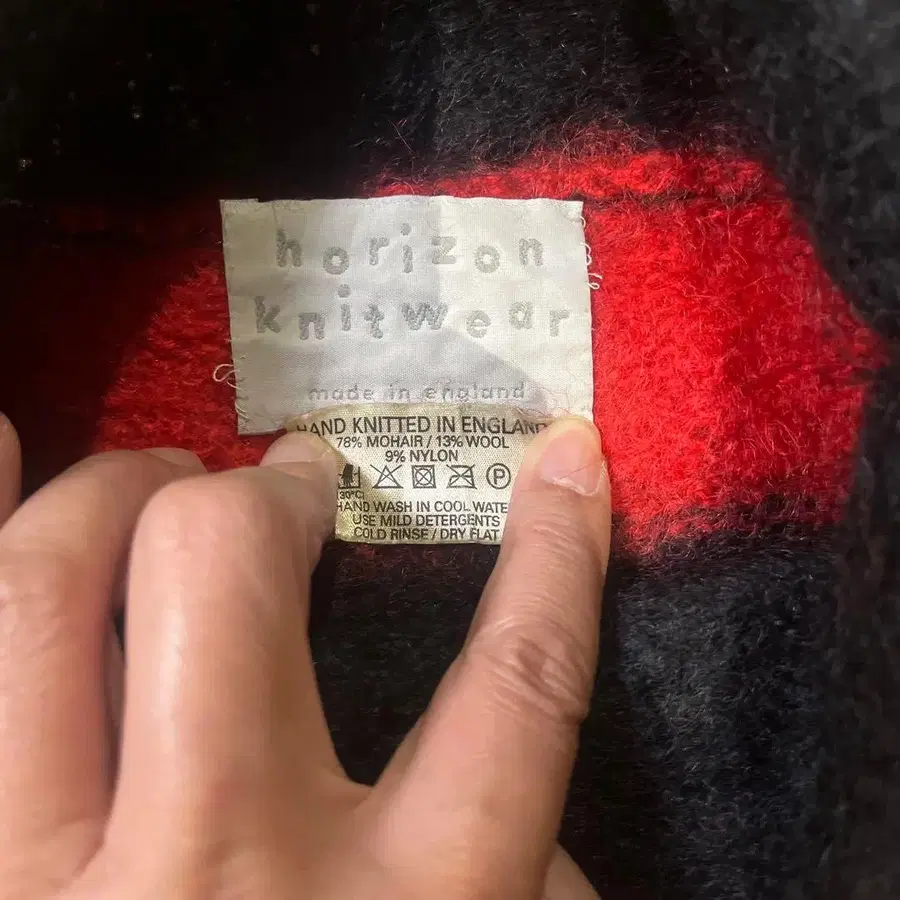 horizon
knitwear
made in england
HAND KNITTED IN ENGLAND
78% MOHAIR / 13% WOOL
9% NYLON
P
30°C
HAND WASH IN COOL WATE
USE MILD DETERGENTS
COLD RINSE / DRY FLAT